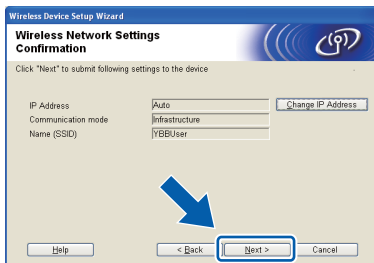 Wireless Device Setup Wizard
Wireless Network Settings
Confirmation
Click "Next" to submit following settings to the device
IP Address Auto Change IP Address
Communication mode Infrastructure
Name (SSID) YBBUser
Help < Back Next > Cancel